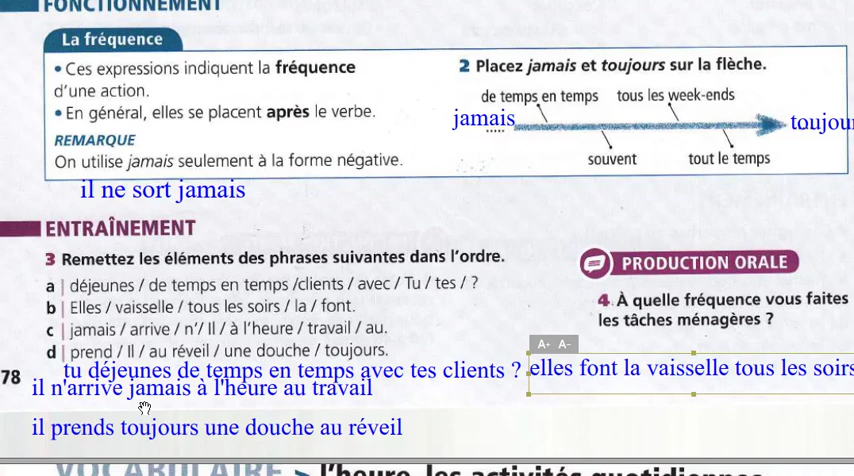 FONCTIONNEMENT
La fréquence
• Ces expressions indiquent la fréquence
d'une action.
• En général, elles se placent après le verbe.
REMARQUE
On utilise jamais seulement à la forme négative.
il ne sort jamais
2 Placez jamais et toujours sur la flèche.
de temps en temps tous les week-ends
jamais
.....
toujour
souvent tout le temps
ENTRAÎNEMENT
3 Remettez les éléments des phrases suivantes dans l'ordre.
a | déjeunes / de temps en temps /clients / avec / Tu / tes / ?
b | Elles / vaisselle / tous les soirs / la / font.
c | jamais / arrive / n'/ Il / à l'heure / travail / au.
d | prend / Il / au réveil / une douche / toujours.
PRODUCTION ORALE
4. À quelle fréquence vous faites
les tâches ménagères ?
A+ A-
tu déjeunes de temps en temps avec tes clients ?
elles font la vaisselle tous les soirs
78
il n'arrive jamais à l'heure au travail
il prends toujours une douche au réveil
VOCABULAIRE > l'heure, les activités quotidiennes